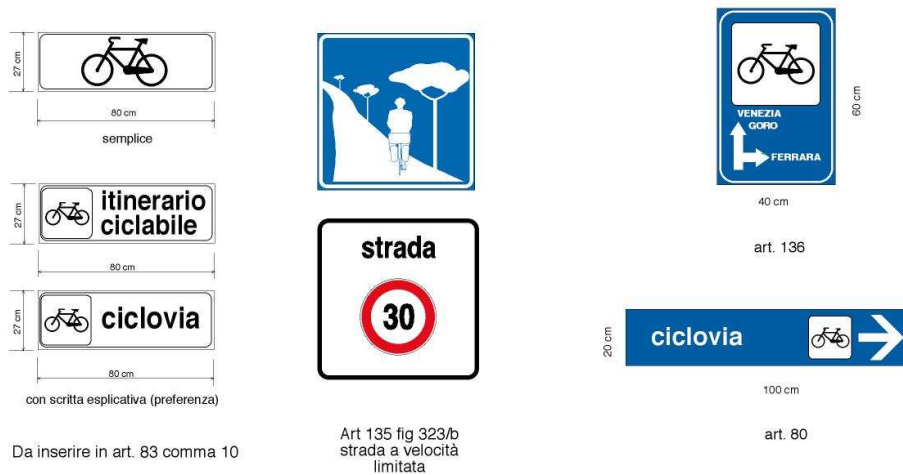 27 cm
80 cm
semplice
27 cm
itinerario
ciclabile
80 cm
27 cm
ciclovia
80 cm
con scritta esplicativa (preferenza)
Da inserire in art. 83 comma 10
strada
30
Art 135 fig 323/b
strada a velocità
limitata
VENEZIA
GORO
FERRARA
60 cm
40 cm
art. 136
20 cm
ciclovia
100 cm
art. 80